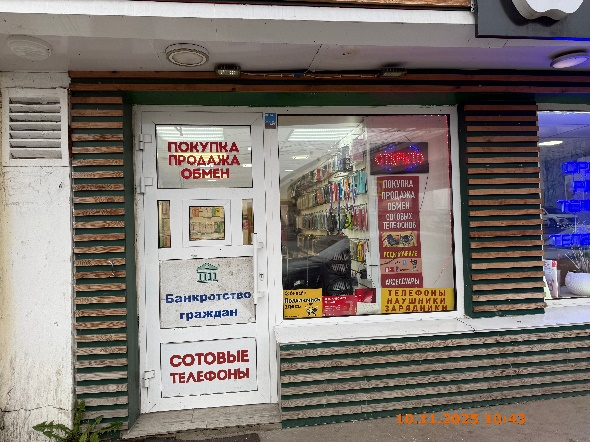 ПОКУПКА
ПРОДАЖА
ОБМЕН
Банкротство
граждан
СОТОВЫЕ
ТЕЛЕФОНЫ
ОТКРЫТО
ПОКУПКА
ПРОДАЖА
ОБМЕН
СОТОВЫХ
ТЕЛЕФОНОВ
АКСЕССУАРЫ
ТЕЛЕФОНЫ
НАУШНИКИ
ЗАРЯДНИКИ
10.11.2025 10:42